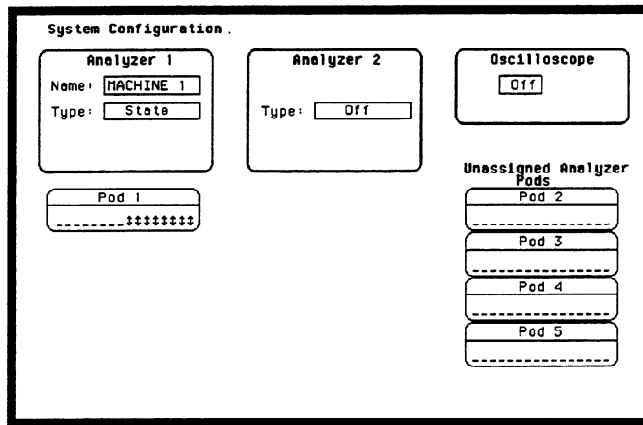 System Configuration.
Analyzer 1
Name: MACHINE 1
Type: State
Analyzer 2
Type: Off
Oscilloscope
Off
Pod 1
--------‡‡‡‡‡‡‡‡
Unassigned Analyzer
Pods
Pod 2
----------------
Pod 3
----------------
Pod 4
----------------
Pod 5
----------------